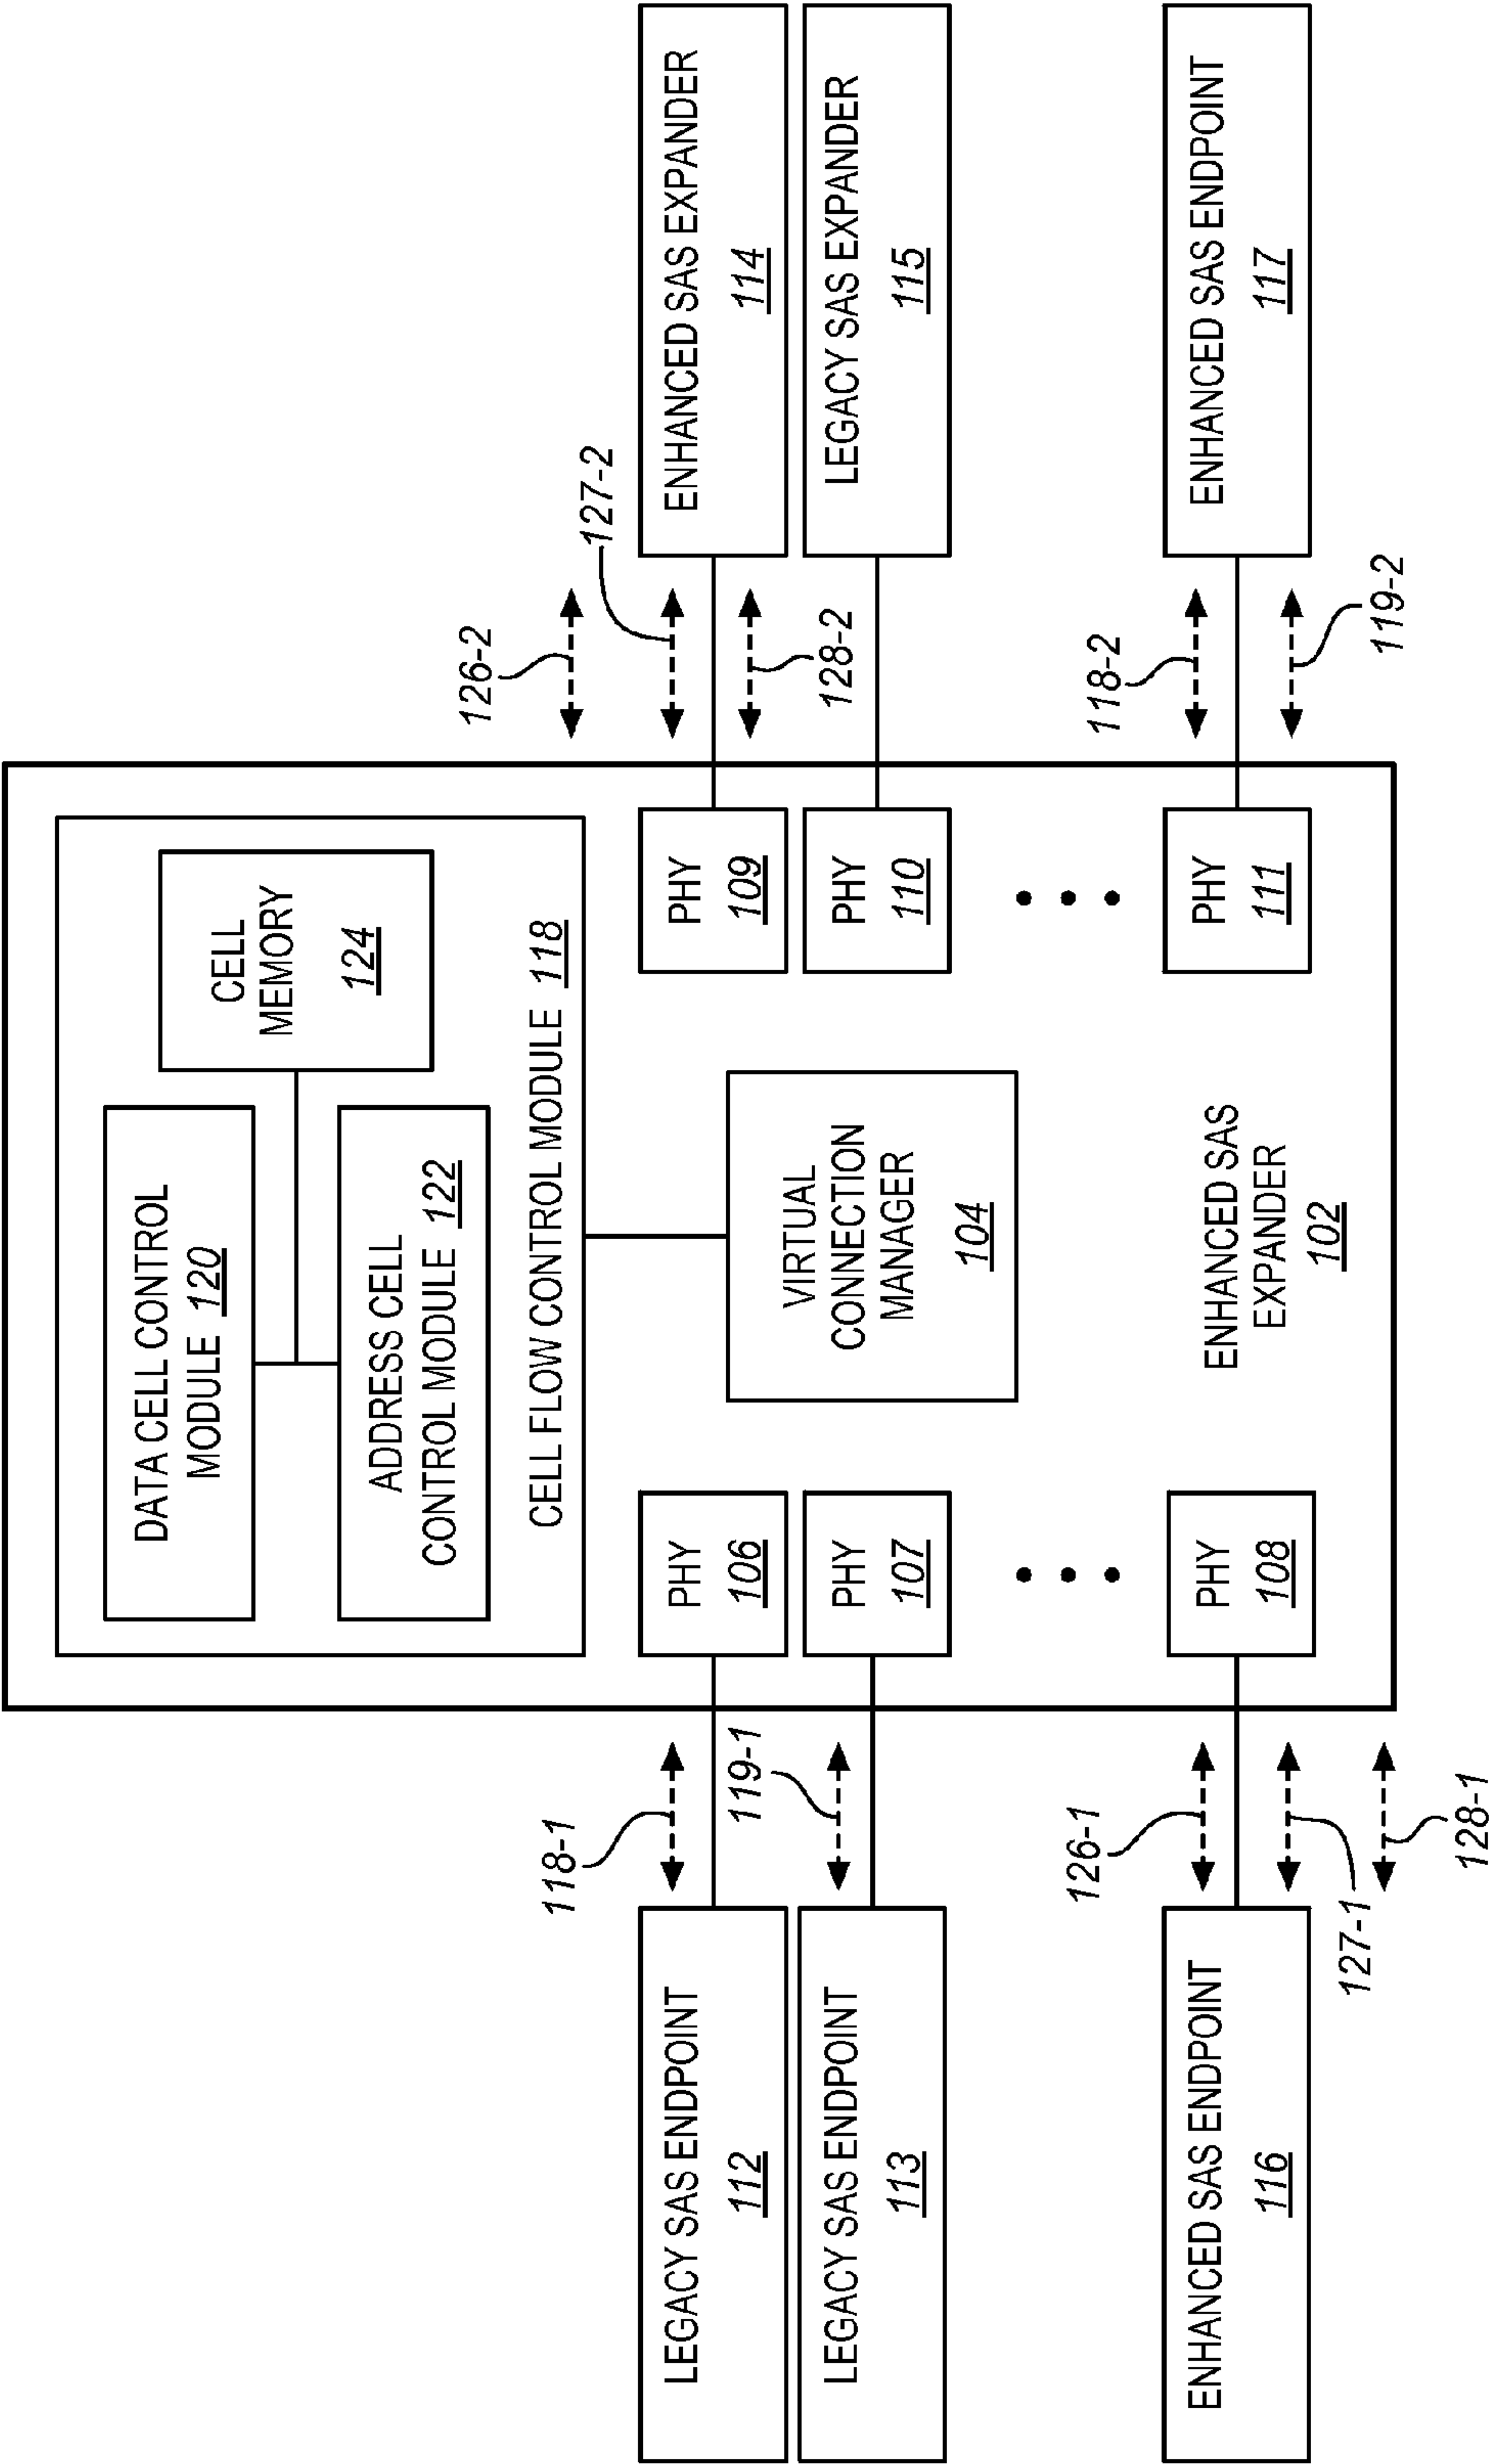 DATA CELL CONTROL
MODULE 120
CELL
MEMORY
124
ADDRESS CELL
CONTROL MODULE 122
CELL FLOW CONTROL MODULE 118
126-2
127-2
118-1
LEGACY SAS ENDPOINT
112
PHY
106
PHY
109
ENHANCED SAS EXPANDER
114
119-1
128-2
LEGACY SAS ENDPOINT
113
PHY
107
VIRTUAL
CONNECTION
MANAGER
104
PHY
110
LEGACY SAS EXPANDER
115
126-1
118-2
ENHANCED SAS ENDPOINT
116
PHY
108
ENHANCED SAS
EXPANDER
102
PHY
111
ENHANCED SAS ENDPOINT
117
127-1
119-2
128-1